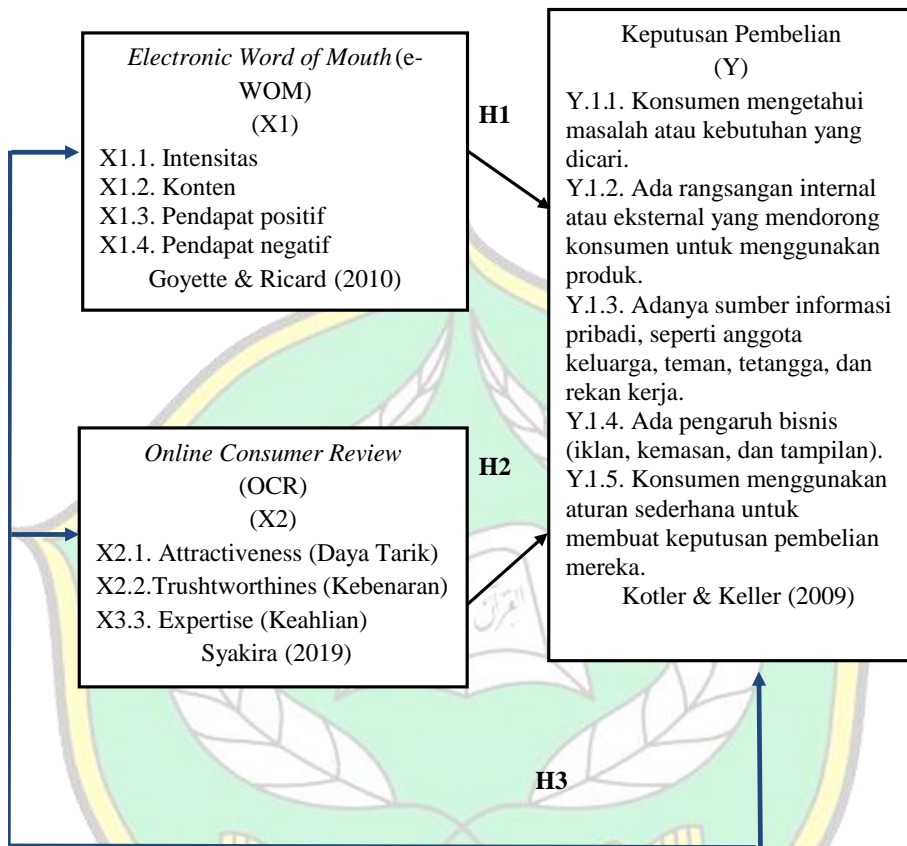 Electronic Word of Mouth (e-
WOM)
(X1)
X1.1. Intensitas
X1.2. Konten
X1.3. Pendapat positif
X1.4. Pendapat negatif
Goyette & Ricard (2010)
H1
Online Consumer Review
(OCR)
(X2)
X2.1. Attractiveness (Daya Tarik)
X2.2.Trushtworthines (Kebenaran)
X3.3. Expertise (Keahlian)
Syakira (2019)
H2
Keputusan Pembelian
(Y)
Y.1.1. Konsumen mengetahui
masalah atau kebutuhan yang
dicari.
Y.1.2. Ada rangsangan internal
atau eksternal yang mendorong
konsumen untuk menggunakan
produk.
Y.1.3. Adanya sumber informasi
pribadi, seperti anggota
keluarga, teman, tetangga, dan
rekan kerja.
Y.1.4. Ada pengaruh bisnis
(iklan, kemasan, dan tampilan).
Y.1.5. Konsumen menggunakan
aturan sederhana untuk
membuat keputusan pembelian
mereka.
Kotler & Keller (2009)
H3